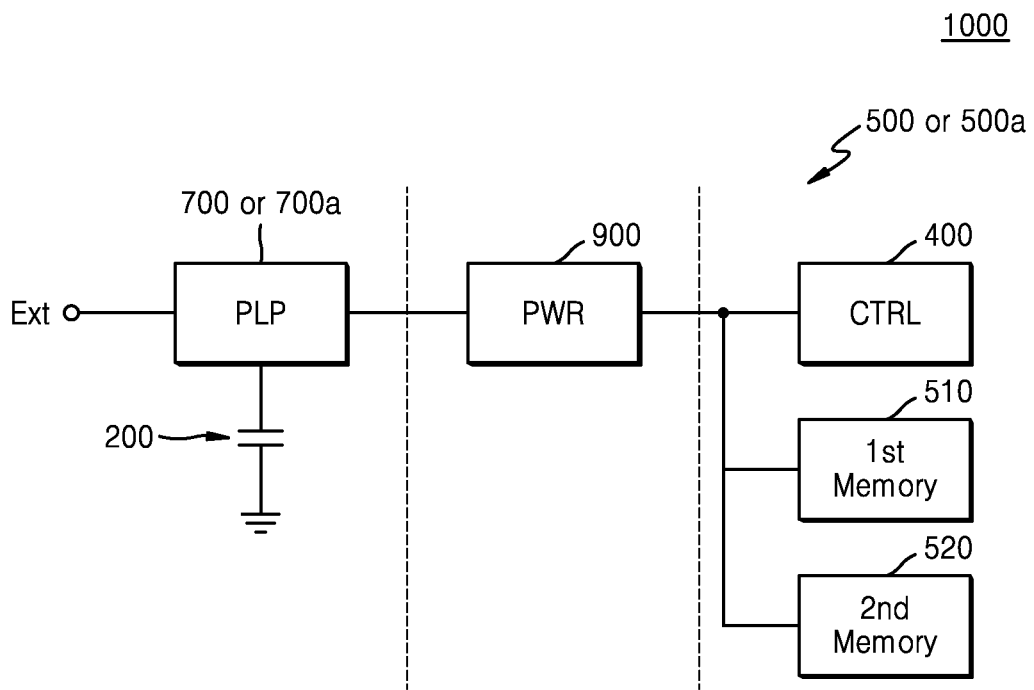 1000
500 or 500a
700 or 700a
900
400
Ext
PLP
PWR
CTRL
510
200
1st
Memory
520
2nd
Memory